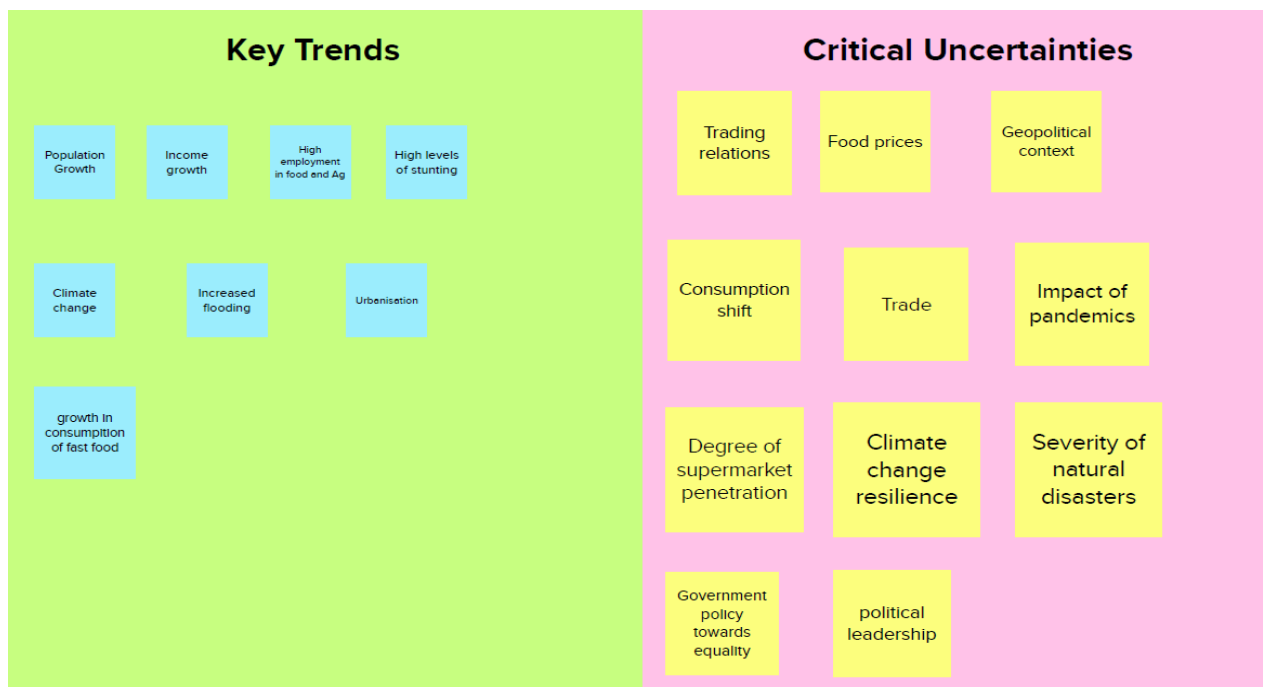 Key Trends
Population
Growth
Income
growth
High
employment
in food and Ag
High levels
of stunting
Climate
change
Increased
flooding
Urbanisation
growth in
consumpition
of fast food
Critical Uncertainties
Trading
relations
Food prices
Geopolitical
context
Consumption
shift
Trade
Impact of
pandemics
Degree of
supermarket
penetration
Climate
change
resilience
Severity of
natural
disasters
Government
policy
towards
equality
political
leadership